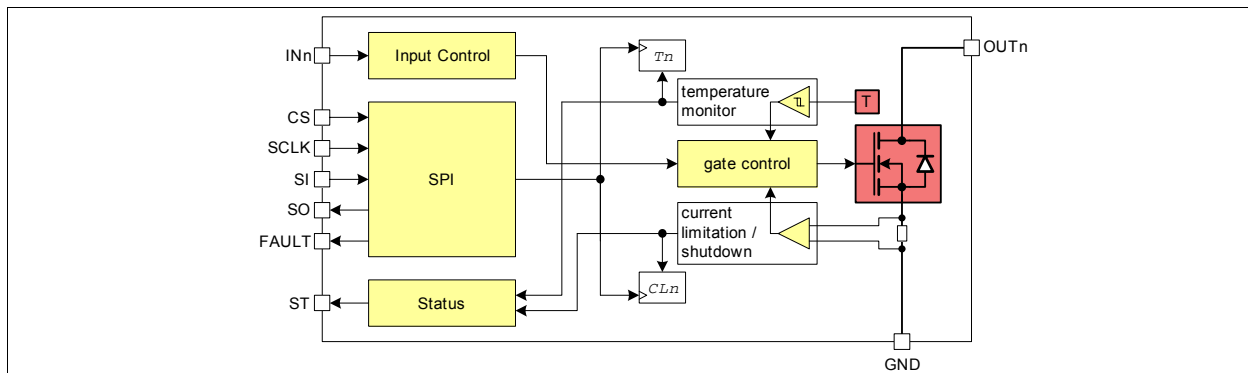 INn
Input Control
Tn
OUTn
temperature
monitor
T
CS
SCLK
SI
SO
FAULT
SPI
gate control
current
limitation /
shutdown
CLn
ST
Status
GND